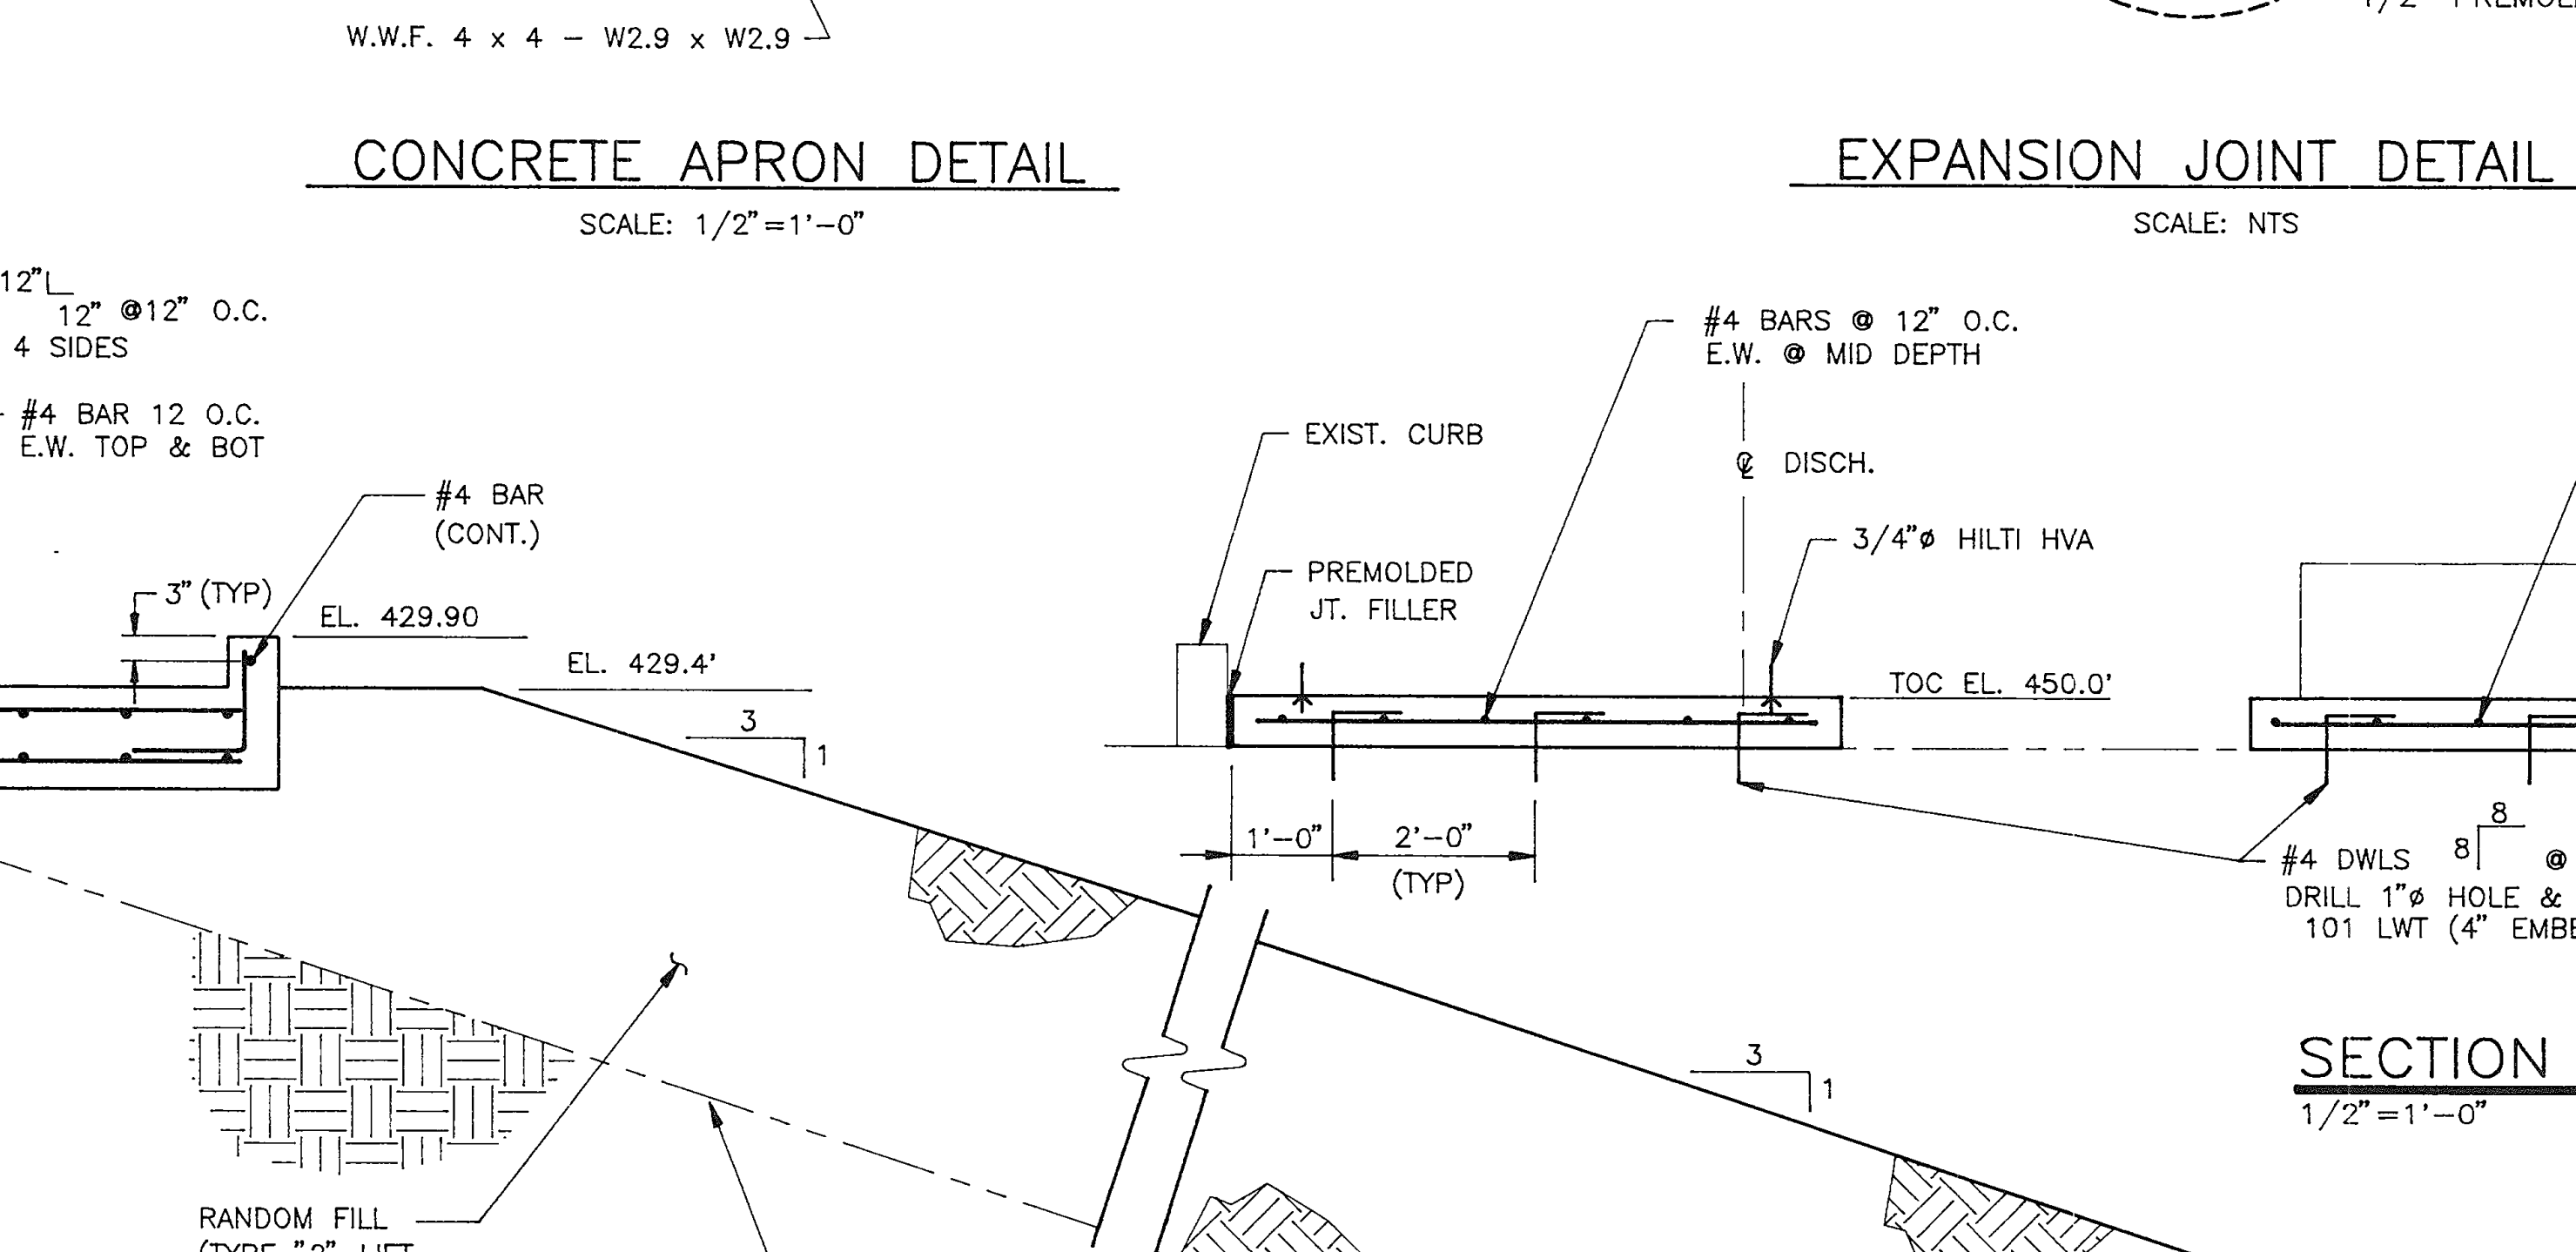 W.W.F. 4 x 4 - W2.9 x W2.9
CONCRETE APRON DETAIL
SCALE: 1/2"=1'-0"
EXPANSION JOINT DETAIL
SCALE: NTS
12"
12" @12" O.C.
4 SIDES
#4 BAR 12 O.C.
E.W. TOP & BOT
#4 BAR
(CONT.)
3" (TYP)
EL. 429.90
EL. 429.4'
3
1
#4 BARS @ 12" O.C.
E.W. @ MID DEPTH
EXIST. CURB
℄ DISCH.
3/4"ø HILTI HVA
PREMOLDED
JT. FILLER
TOC EL. 450.0'
1'-0"
2'-0"
(TYP)
8
#4 DWLS 8 @
DRILL 1"ø HOLE &
101 LWT (4"
SECTION
1/2"=1'-0"
3
1
RANDOM FILL